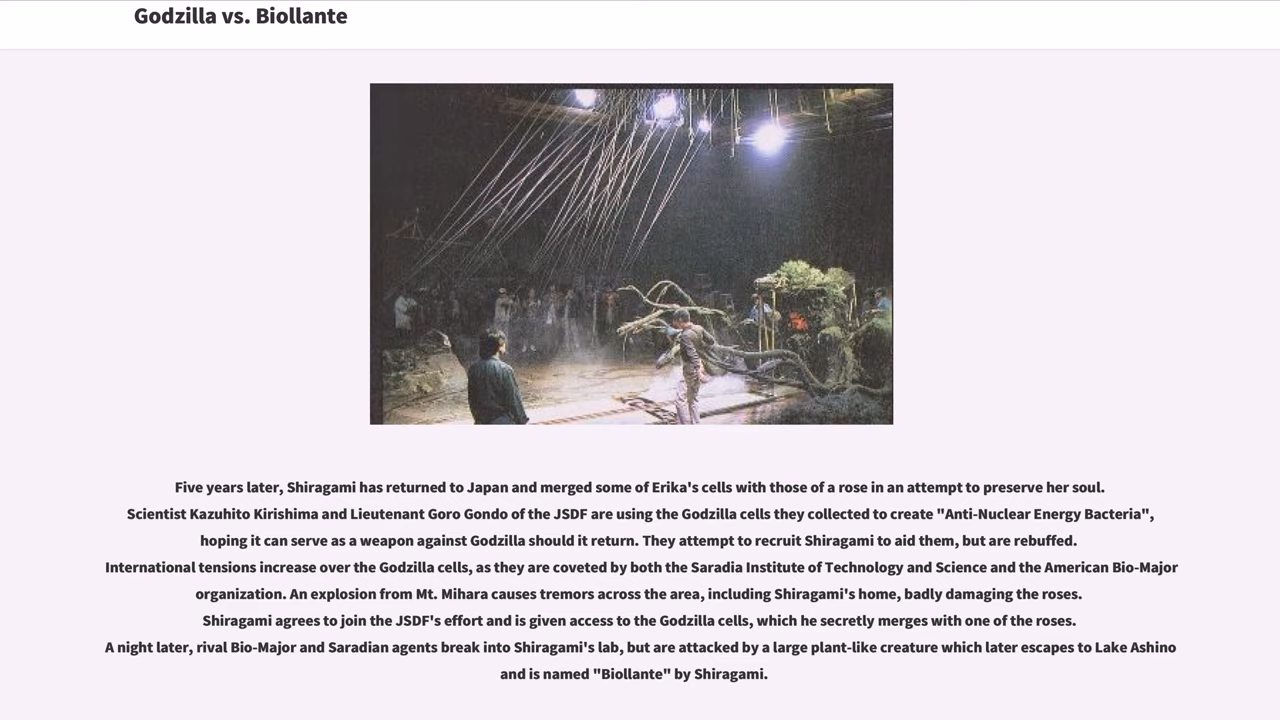 Godzilla vs. Biollante
Five years later, Shiragami has returned to Japan and merged some of Erika's cells with those of a rose in an attempt to preserve her soul.
Scientist Kazuhito Kirishima and Lieutenant Goro Gondo of the JSDF are using the Godzilla cells they collected to create "Anti-Nuclear Energy Bacteria",
hoping it can serve as a weapon against Godzilla should it return. They attempt to recruit Shiragami to aid them, but are rebuffed.
International tensions increase over the Godzilla cells, as they are coveted by both the Saradia Institute of Technology and Science and the American Bio-Major
organization. An explosion from Mt. Mihara causes tremors across the area, including Shiragami's home, badly damaging the roses.
Shiragami agrees to join the JSDF's effort and is given access to the Godzilla cells, which he secretly merges with one of the roses.
A night later, rival Bio-Major and Saradian agents break into Shiragami's lab, but are attacked by a large plant-like creature which later escapes to Lake Ashino
and is named "Biollante" by Shiragami.